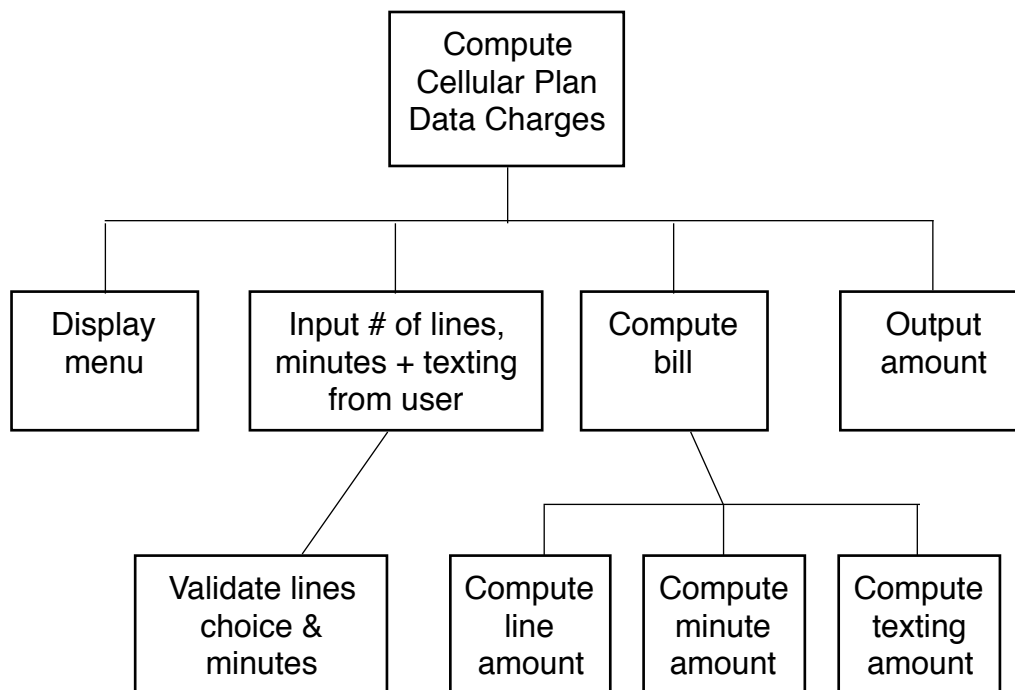 Compute
Cellular Plan
Data Charges
Display
menu
Input # of lines,
minutes + texting
from user
Compute
bill
Output
amount
Validate lines
choice &
minutes
Compute
line
amount
Compute
minute
amount
Compute
texting
amount